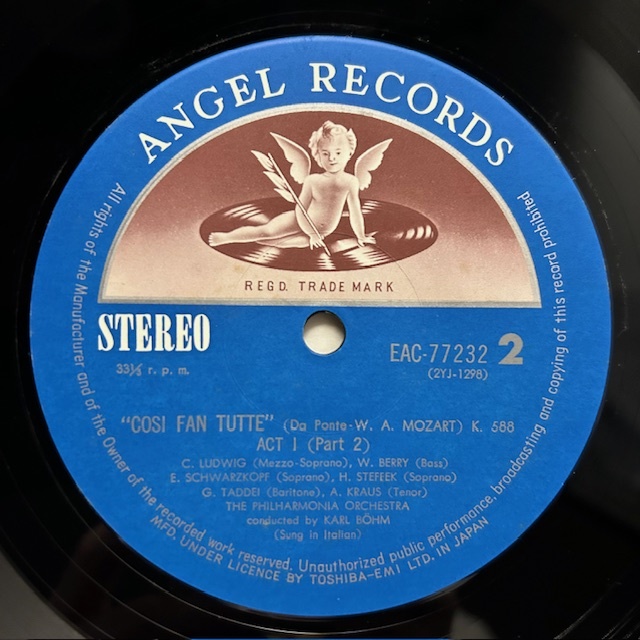 ANGEL RECORDS
REGD. TRADE MARK
STEREO
33⅓ r. p. m.
EAC-77232 2
(2YJ-1298)
"COSI FAN TUTTE" (Da Ponte-W. A. MOZART) K. 588
ACT I (Part 2)
C. LUDWIG (Mezzo-Soprano), W. BERRY (Bass)
E. SCHWARZKOPF (Soprano), H. STEFEEK (Soprano)
G. TADDEI (Baritone), A. KRAUS (Tenor)
THE PHILHARMONIA ORCHESTRA
conducted by KARL BÖHM
(Sung in Italian)
All rights of the Manufacturer and of the Owner of the recorded work reserved. Unauthorized public performance, broadcasting and copying of this record prohibited
MFD. UNDER LICENCE BY TOSHIBA-EMI LTD. IN JAPAN